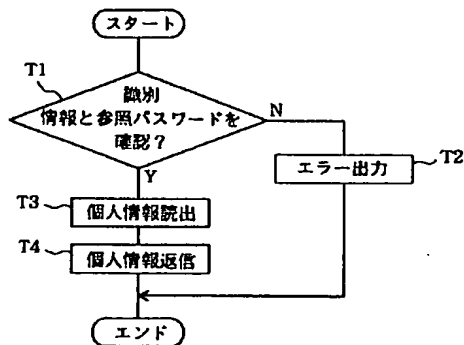 スタート
T1
識別
情報と参照パスワードを
確認？
N
Y
エラー出力
T2
T3
個人情報読出
T4
個人情報返信
エンド